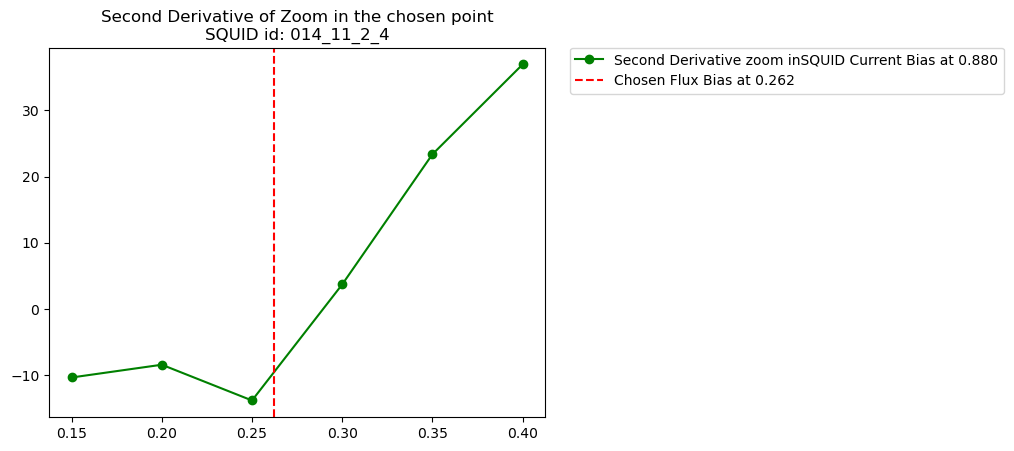 Second Derivative of Zoom in the chosen point
SQUID id: 014_11_2_4
Second Derivative zoom inSQUID Current Bias at 0.880
Chosen Flux Bias at 0.262
30
20
10
0
−10
0.15 0.20 0.25 0.30 0.35 0.40